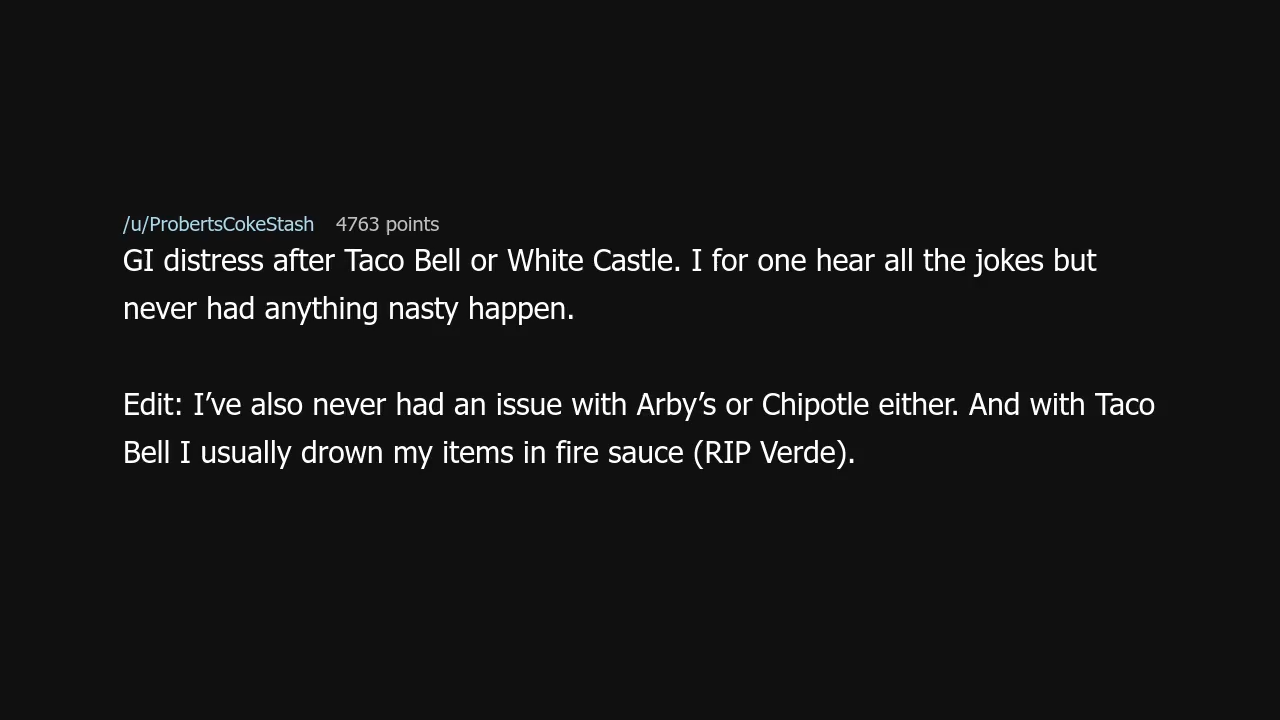 /u/ProbertsCokeStash 4763 points
GI distress after Taco Bell or White Castle. I for one hear all the jokes but
never had anything nasty happen.
Edit: I’ve also never had an issue with Arby’s or Chipotle either. And with Taco
Bell I usually drown my items in fire sauce (RIP Verde).